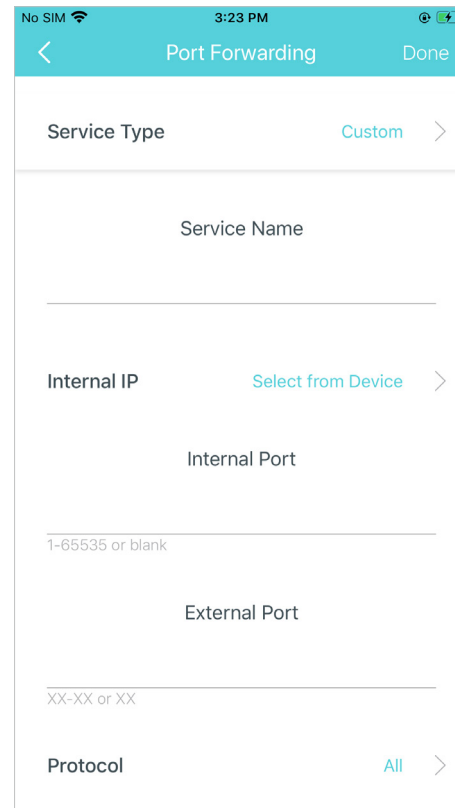 No SIM 3:23 PM
Port Forwarding Done
Service Type Custom
Service Name
Internal IP Select from Device
Internal Port
1-65535 or blank
External Port
XX-XX or XX
Protocol All